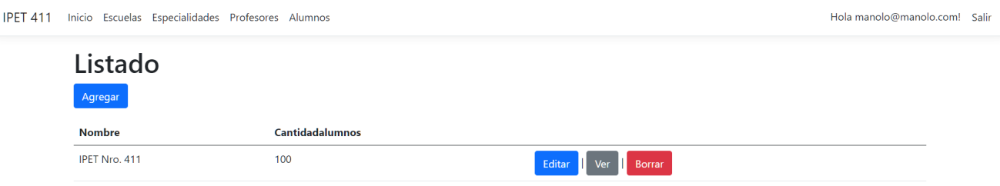 IPET 411 Inicio Escuelas Especialidades Profesores Alumnos Hola manolo@manolo.com! Salir
Listado
Agregar
Nombre Cantidadalumnos
IPET Nro. 411 100 Editar | Ver | Borrar